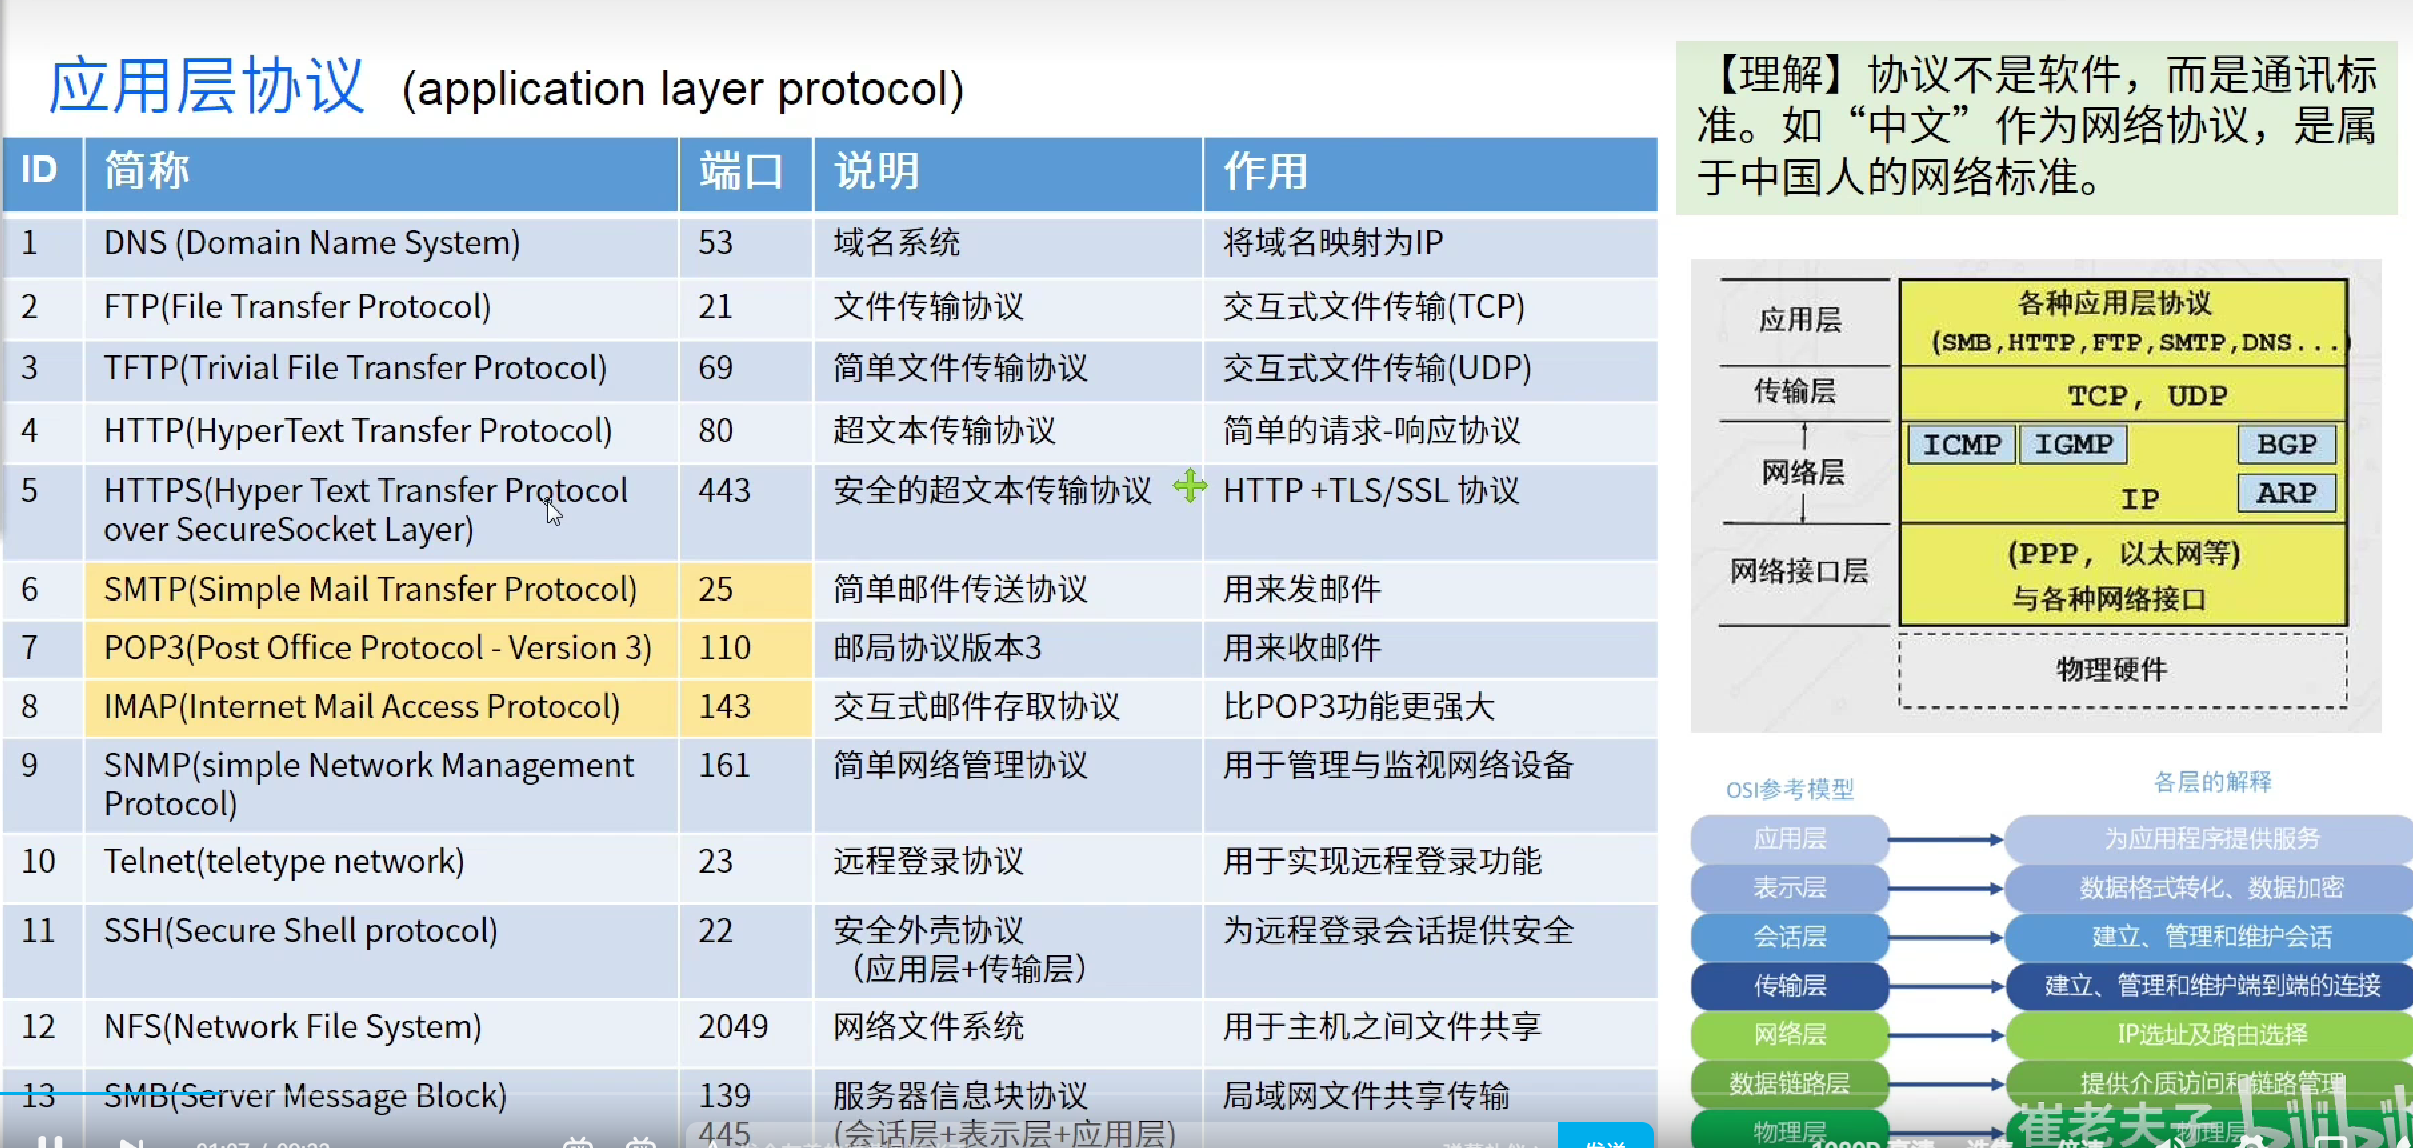 应用层协议 (application layer protocol)
ID 简称 端口 说明 作用
1 DNS (Domain Name System) 53 域名系统 将域名映射为IP
2 FTP(File Transfer Protocol) 21 文件传输协议 交互式文件传输(TCP)
3 TFTP(Trivial File Transfer Protocol) 69 简单文件传输协议 交互式文件传输(UDP)
4 HTTP(HyperText Transfer Protocol) 80 超文本传输协议 简单的请求-响应协议
5 HTTPS(Hyper Text Transfer Protocol 443 安全的超文本传输协议 HTTP +TLS/SSL 协议
over SecureSocket Layer)
6 SMTP(Simple Mail Transfer Protocol) 25 简单邮件传送协议 用来发邮件
7 POP3(Post Office Protocol - Version 3) 110 邮局协议版本3 用来收邮件
8 IMAP(Internet Mail Access Protocol) 143 交互式邮件存取协议 比POP3功能更强大
9 SNMP(simple Network Management 161 简单网络管理协议 用于管理与监视网络设备
Protocol)
10 Telnet(teletype network) 23 远程登录协议 用于实现远程登录功能
11 SSH(Secure Shell protocol) 22 安全外壳协议 为远程登录会话提供安全
（应用层+传输层）
12 NFS(Network File System) 2049 网络文件系统 用于主机之间文件共享
13 SMB(Server Message Block) 139 服务器信息块协议 局域网文件共享传输
445 (会话层+表示层+应用层)
【理解】协议不是软件，而是通讯标
准。如“中文”作为网络协议，是属
于中国人的网络标准。
应用层 各种应用层协议
(SMB,HTTP,FTP,SMTP,DNS...)
传输层 TCP, UDP
ICMP IGMP BGP
网络层
IP ARP
网络接口层 (PPP, 以太网等)
与各种网络接口
物理硬件
OSI参考模型 各层的解释
应用层 为应用程序提供服务
表示层 数据格式转化、数据加密
会话层 建立、管理和维护会话
传输层 建立、管理和维护端到端的连接
网络层 IP选址及路由选择
数据链路层 提供介质访问和链路管理
物理层 物理层
崔老夫子 bilibili
1080P 高清 选集 倍速
发送